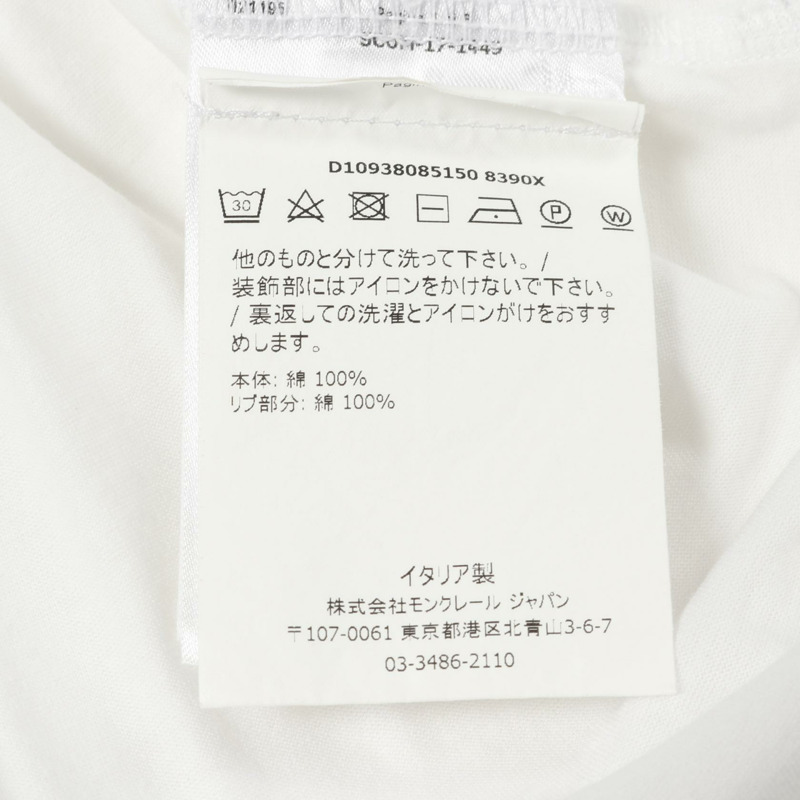 D10938085150 8390X
30
P
W
他のものと分けて洗って下さい。/
装飾部にはアイロンをかけないで下さい。
/ 裏返しての洗濯とアイロンがけをおすす
めします。
本体: 綿 100%
リブ部分: 綿 100%
イタリア製
株式会社モンクレール ジャパン
〒107-0061 東京都港区北青山3-6-7
03-3486-2110